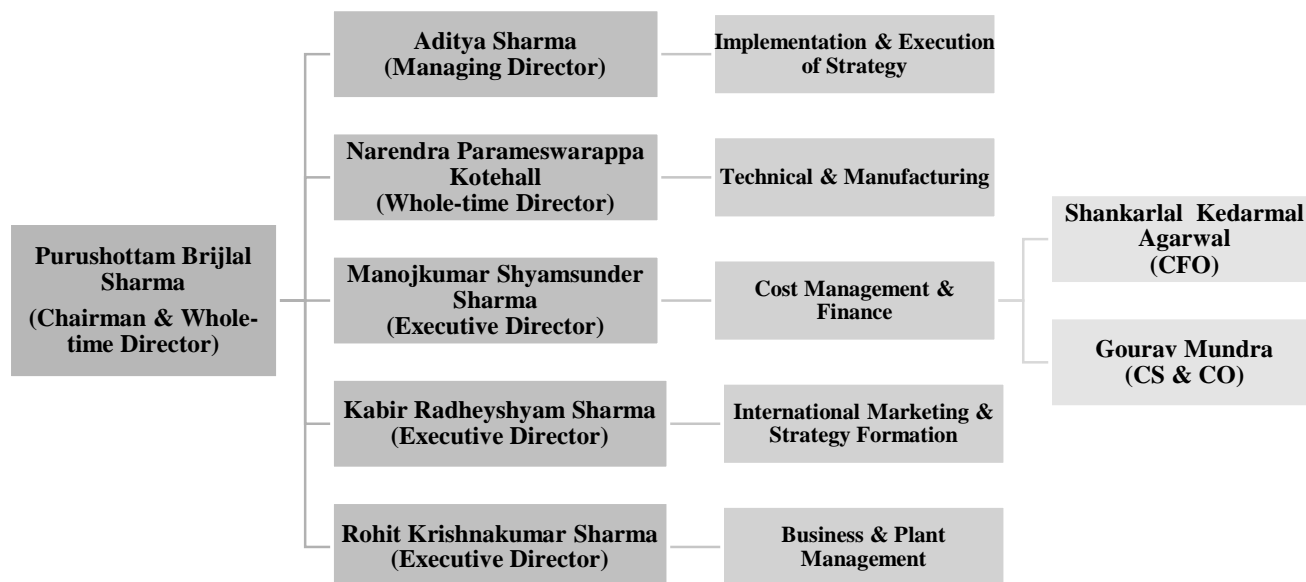 Purushottam Brijlal
Sharma
(Chairman & Whole-
time Director)
Aditya Sharma
(Managing Director)
Implementation & Execution
of Strategy
Narendra Parameswarappa
Kotehall
(Whole-time Director)
Technical & Manufacturing
Manojkumar Shyamsunder
Sharma
(Executive Director)
Cost Management &
Finance
Shankarlal Kedarmal
Agarwal
(CFO)
Gourav Mundra
(CS & CO)
Kabir Radheyshyam Sharma
(Executive Director)
International Marketing &
Strategy Formation
Rohit Krishnakumar Sharma
(Executive Director)
Business & Plant
Management